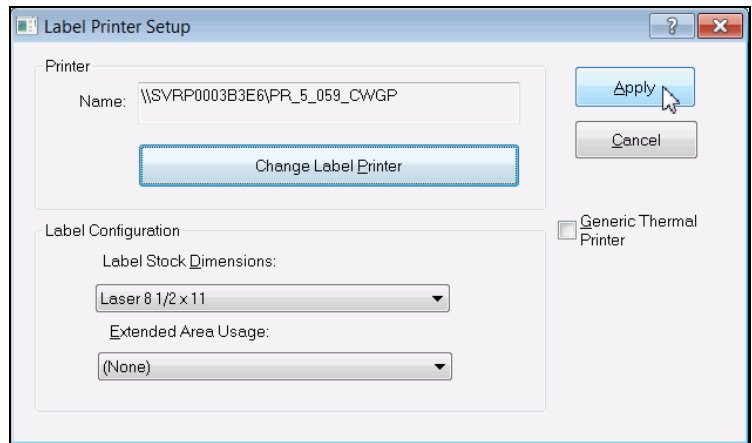 Label Printer Setup
Printer
Name: \\SVRP0003B3E6\PR_5_059_CWGP
Change Label Printer
Apply
Cancel
Generic Thermal
Printer
Label Configuration
Label Stock Dimensions:
Laser 8 1/2 x 11
Extended Area Usage:
(None)